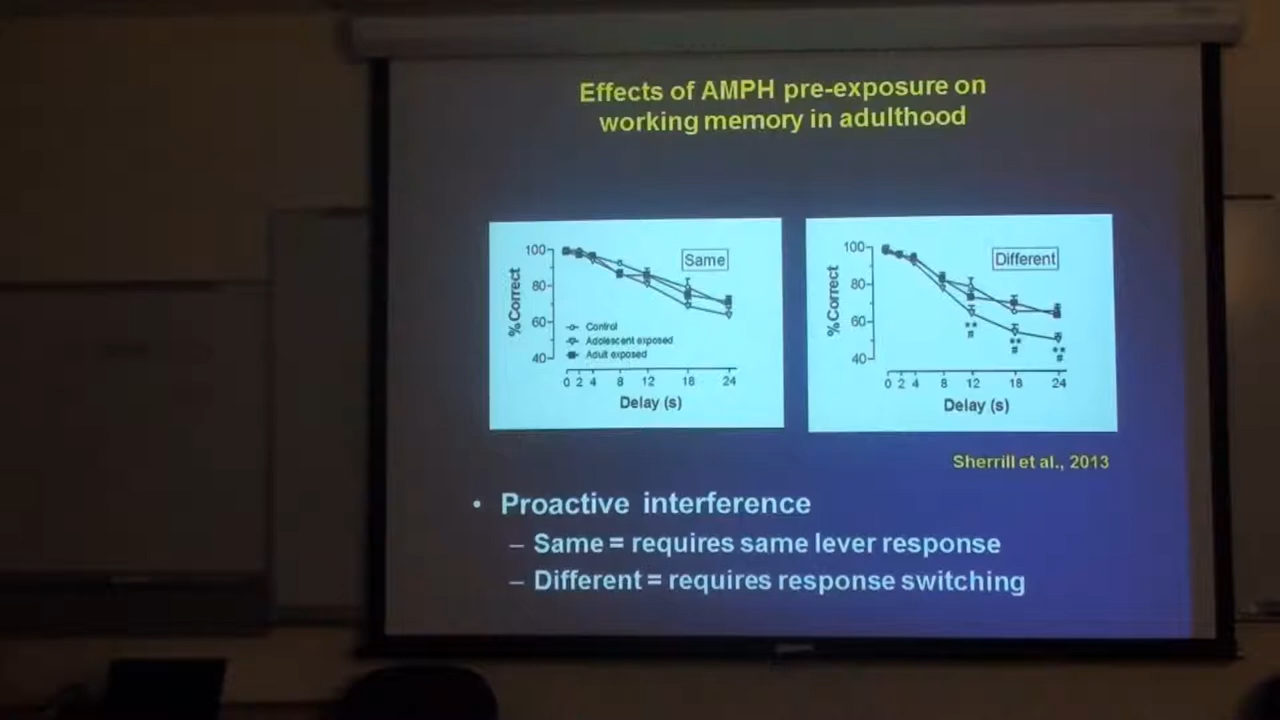 Effects of AMPH pre-exposure on
working memory in adulthood
100
80
60
40
% Correct
Same
Control
Adolescent exposed
Adult exposed
0 2 4 8 12 18 24
Delay (s)
100
80
60
40
% Correct
Different
**
#
**
#
**
#
0 2 4 8 12 18 24
Delay (s)
Sherrill et al., 2013
• Proactive interference
– Same = requires same lever response
– Different = requires response switching